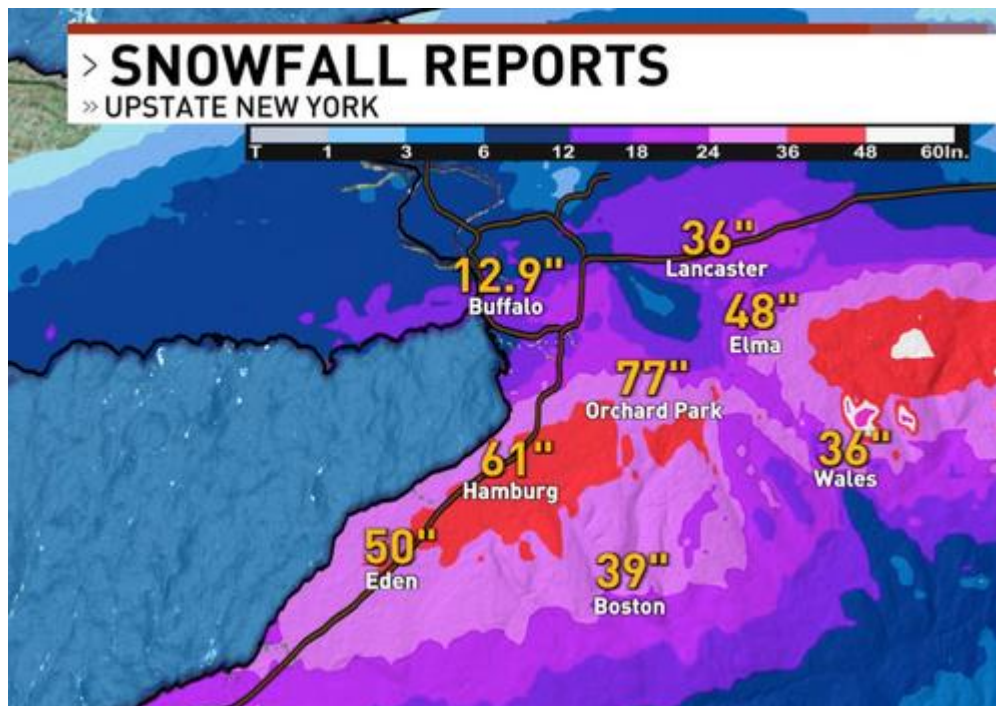 > SNOWFALL REPORTS
» UPSTATE NEW YORK
T 1 3 6 12 18 24 36 48 60In.
36"
Lancaster
12.9"
Buffalo
48"
Elma
77"
Orchard Park
36"
Wales
61"
Hamburg
50"
Eden
39"
Boston